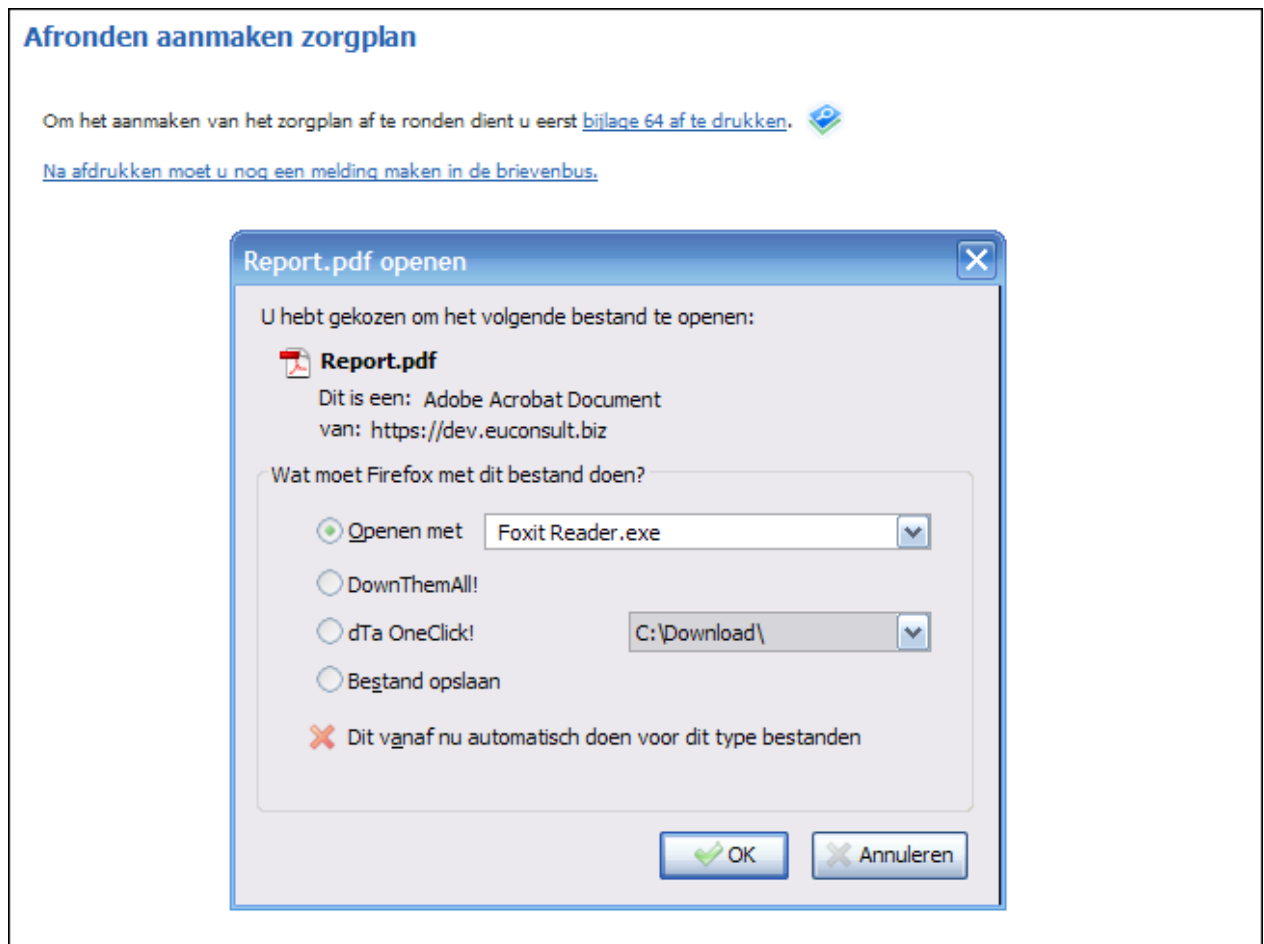 Afronden aanmaken zorgplan
Om het aanmaken van het zorgplan af te ronden dient u eerst bijlage 64 af te drukken.
Na afdrukken moet u nog een melding maken in de brievenbus.
Report.pdf openen
U hebt gekozen om het volgende bestand te openen:
Report.pdf
Dit is een: Adobe Acrobat Document
van: https://dev.euconsult.biz
Wat moet Firefox met dit bestand doen?
Openen met Foxit Reader.exe
DownThemAll!
dTa OneClick! C:\Download\
Bestand opslaan
Dit vanaf nu automatisch doen voor dit type bestanden
OK Annuleren